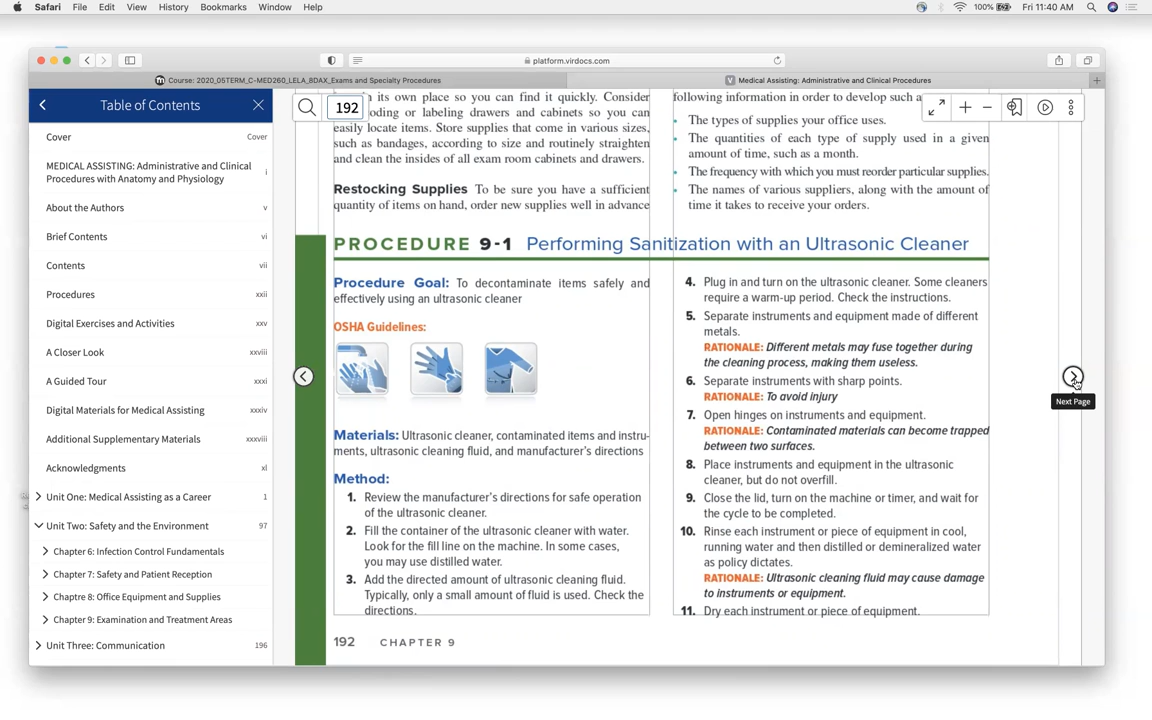 Safari File Edit View History Bookmarks Window Help 100% Fri 11:40 AM
platform.virdocs.com
Course: 2020_05TERM_C-MED260_LELA_8DAX_Exams and Specialty Procedures
Medical Assisting: Administrative and Clinical Procedures
Table of Contents
Cover Cover
MEDICAL ASSISTING: Administrative and Clinical
Procedures with Anatomy and Physiology i
About the Authors v
Brief Contents vi
Contents vii
Procedures xxii
Digital Exercises and Activities xxv
A Closer Look xxviii
A Guided Tour xxxi
Digital Materials for Medical Assisting xxxiv
Additional Supplementary Materials xxxviii
Acknowledgments xl
Unit One: Medical Assisting as a Career 1
Unit Two: Safety and the Environment 97
Chapter 6: Infection Control Fundamentals
Chapter 7: Safety and Patient Reception
Chaptre 8: Office Equipment and Supplies
Chapter 9: Examination and Treatment Areas
Unit Three: Communication 196
192
its own place so you can find it quickly. Consider
oding or labeling drawers and cabinets so you can
easily locate items. Store supplies that come in various sizes,
such as bandages, according to size and routinely straighten
and clean the insides of all exam room cabinets and drawers.
Restocking Supplies To be sure you have a sufficient
quantity of items on hand, order new supplies well in advance
following information in order to develop such a
• The types of supplies your office uses.
• The quantities of each type of supply used in a given
amount of time, such as a month.
• The frequency with which you must reorder particular supplies.
• The names of various suppliers, along with the amount of
time it takes to receive your orders.
PROCEDURE 9-1 Performing Sanitization with an Ultrasonic Cleaner
Procedure Goal: To decontaminate items safely and
effectively using an ultrasonic cleaner
OSHA Guidelines:
Materials: Ultrasonic cleaner, contaminated items and instru-
ments, ultrasonic cleaning fluid, and manufacturer's directions
Method:
1. Review the manufacturer's directions for safe operation
of the ultrasonic cleaner.
2. Fill the container of the ultrasonic cleaner with water.
Look for the fill line on the machine. In some cases,
you may use distilled water.
3. Add the directed amount of ultrasonic cleaning fluid.
Typically, only a small amount of fluid is used. Check the
directions.
4. Plug in and turn on the ultrasonic cleaner. Some cleaners
require a warm-up period. Check the instructions.
5. Separate instruments and equipment made of different
metals.
RATIONALE: Different metals may fuse together during
the cleaning process, making them useless.
6. Separate instruments with sharp points.
RATIONALE: To avoid injury
7. Open hinges on instruments and equipment.
RATIONALE: Contaminated materials can become trapped
between two surfaces.
8. Place instruments and equipment in the ultrasonic
cleaner, but do not overfill.
9. Close the lid, turn on the machine or timer, and wait for
the cycle to be completed.
10. Rinse each instrument or piece of equipment in cool,
running water and then distilled or demineralized water
as policy dictates.
RATIONALE: Ultrasonic cleaning fluid may cause damage
to instruments or equipment.
11. Dry each instrument or piece of equipment.
Next Page
192 CHAPTER 9